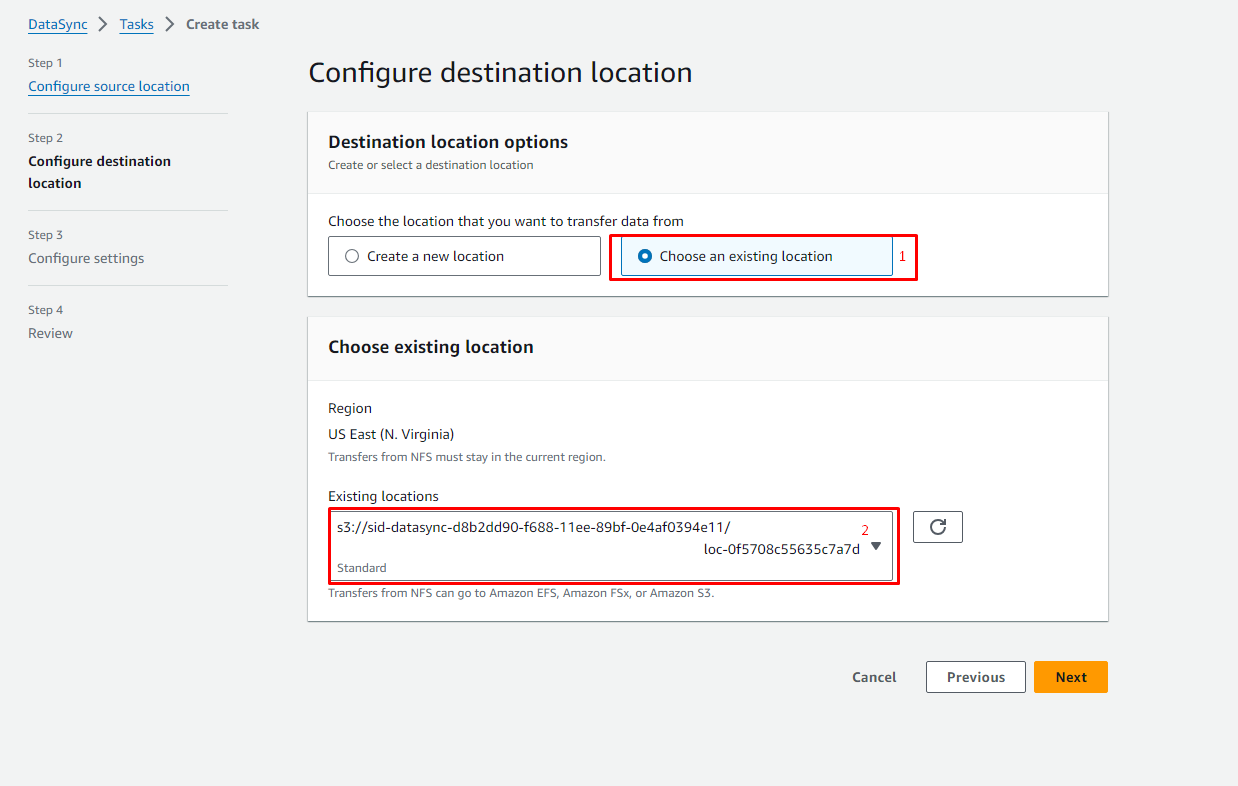 DataSync > Tasks > Create task
Step 1
Configure source location
Step 2
Configure destination
location
Step 3
Configure settings
Step 4
Review
Configure destination location
Destination location options
Create or select a destination location
Choose the location that you want to transfer data from
Create a new location
Choose an existing location 1
Choose existing location
Region
US East (N. Virginia)
Transfers from NFS must stay in the current region.
Existing locations
s3://sid-datasync-d8b2dd90-f688-11ee-89bf-0e4af0394e11/
2
loc-0f5708c55635c7a7d
Standard
Transfers from NFS can go to Amazon EFS, Amazon FSx, or Amazon S3.
Cancel Previous Next